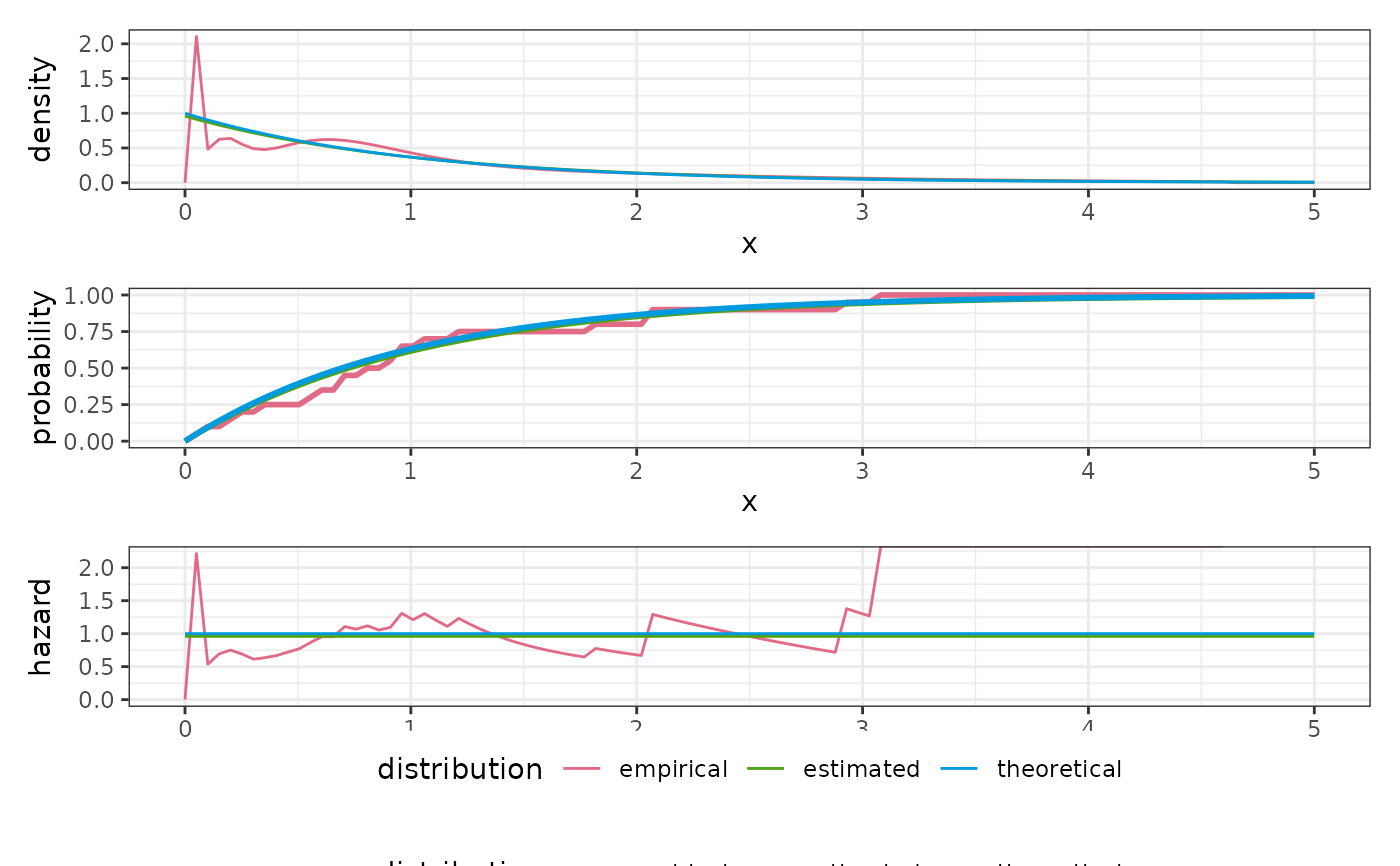 density
2.0
1.5
1.0
0.5
0.0
0 1 2 3 4 5
x
probability
1.00
0.75
0.50
0.25
0.00
0 1 2 3 4 5
x
hazard
2.0
1.5
1.0
0.5
0.0
0 1 2 3 4 5
distribution empirical estimated theoretical